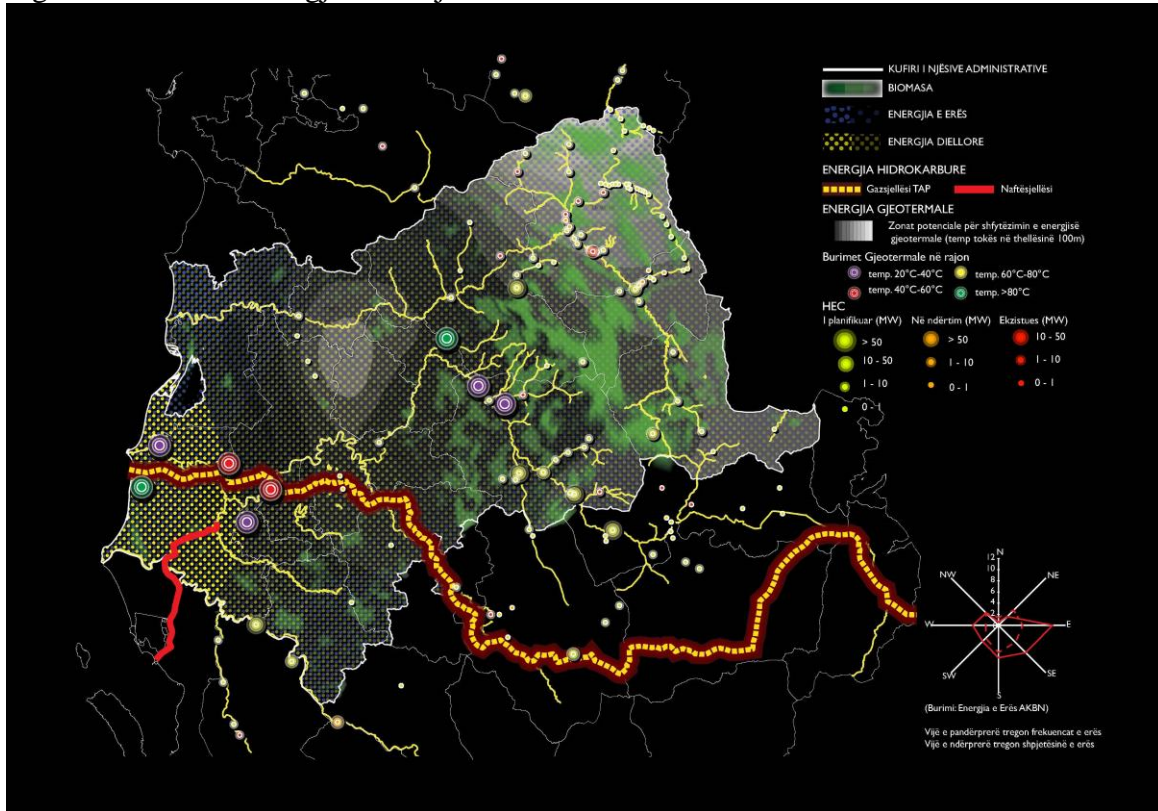 KUFIRI I NJËSIVE ADMINISTRATIVE
BIOMASA
ENERGJIA E ERËS
ENERGJIA DIELLORE
ENERGJIA HIDROKARBURE
Gazsjellësi TAP
Naftësjellësi
ENERGJIA GJEOTERMALE
Zonat potenciale për shfytëzimin e energjisë
gjeotermale (temp tokës në thellësinë 100m)
Burimet Gjeotermale në rajon
temp. 20°C-40°C
temp. 60°C-80°C
temp. 40°C-60°C
temp. >80°C
HEC
I planifikuar (MW) Në ndërtim (MW) Ekzistues (MW)
> 50 > 50 10 - 50
10 - 50 1 - 10 1 - 10
1 - 10 0 - 1 0 - 1
0 - 1
N
12
10
8
6
4
2
NW NE
W E
SW SE
S
(Burimi: Energjia e Erës AKBN)
Vijë e pandërprerë tregon frekuencat e erës
Vijë e ndërprerë tregon shpjetësinë e erës